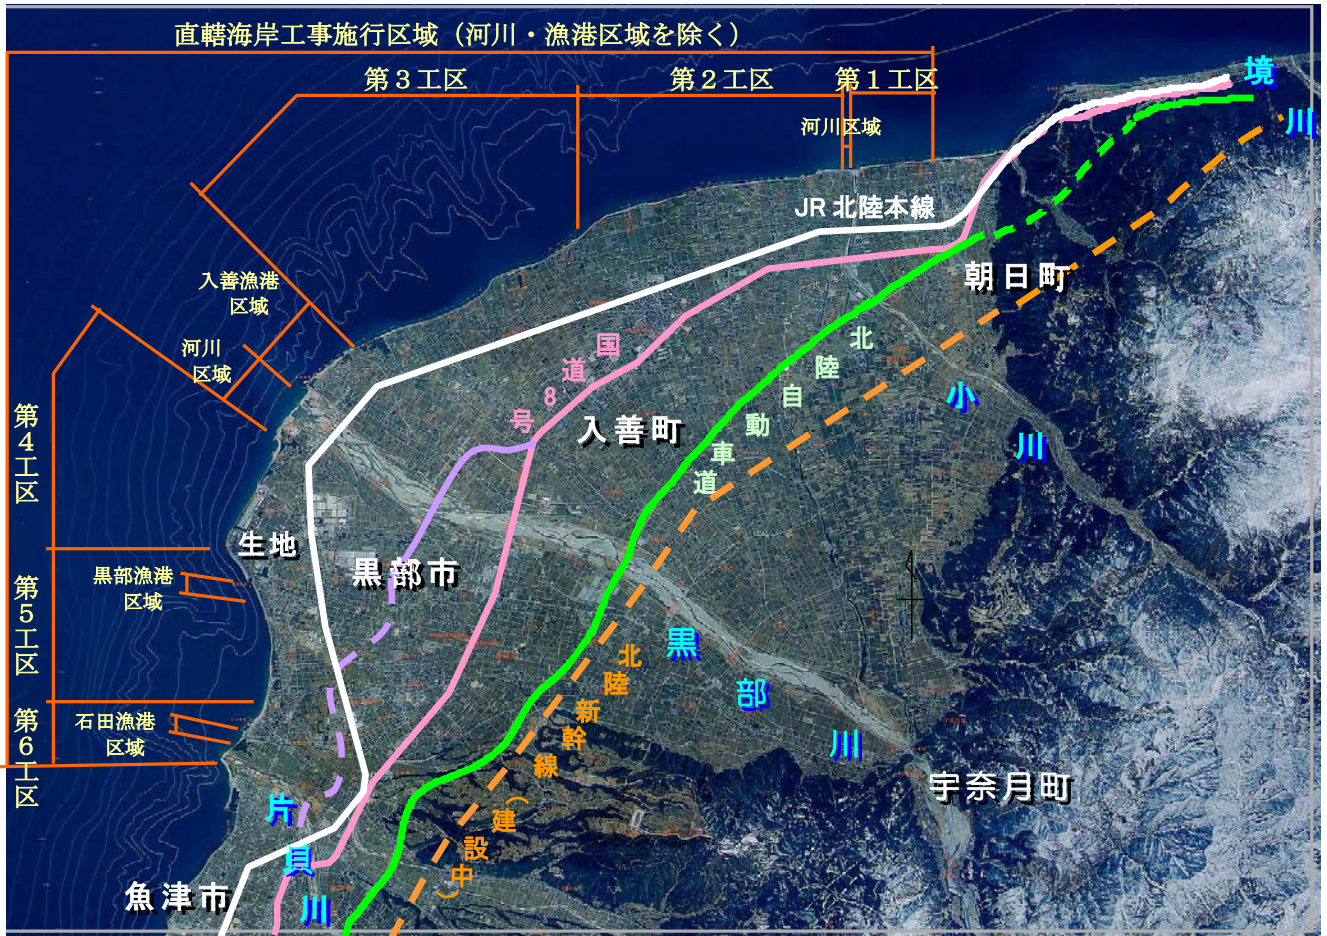 直轄海岸工事施行区域（河川・漁港区域を除く）
第３工区
第２工区
第１工区
河川区域
境川
JR 北陸本線
朝日町
入善漁港
区域
河川
区域
国道8号
北陸自動車道
小川
入善町
第4工区
生地
黒部市
黒部漁港
区域
第5工区
黒部川
北陸新幹線（建設中）
石田漁港
区域
第6工区
宇奈月町
片貝川
魚津市